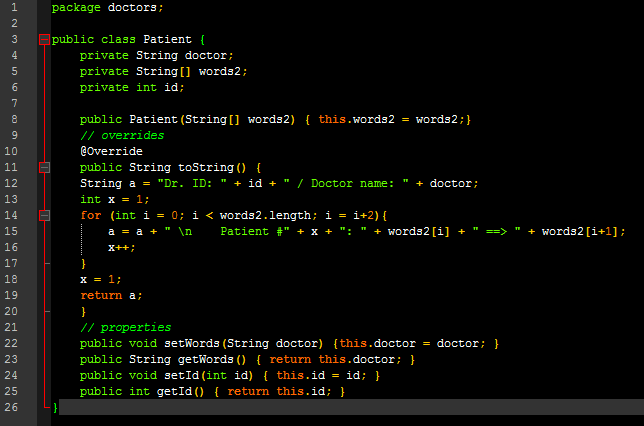 1 package doctors;
2
3 public class Patient {
4 private String doctor;
5 private String[] words2;
6 private int id;
7
8 public Patient(String[] words2) { this.words2 = words2;}
9 // overrides
10 @Override
11 public String toString() {
12 String a = "Dr. ID: " + id + " / Doctor name: " + doctor;
13 int x = 1;
14 for (int i = 0; i < words2.length; i = i+2){
15 a = a + " \n    Patient #" + x + ": " + words2[i] + " ==> " + words2[i+1];
16 x++;
17 }
18 x = 1;
19 return a;
20 }
21 // properties
22 public void setWords(String doctor) {this.doctor = doctor; }
23 public String getWords() { return this.doctor; }
24 public void setId(int id) { this.id = id; }
25 public int getId() { return this.id; }
26 }